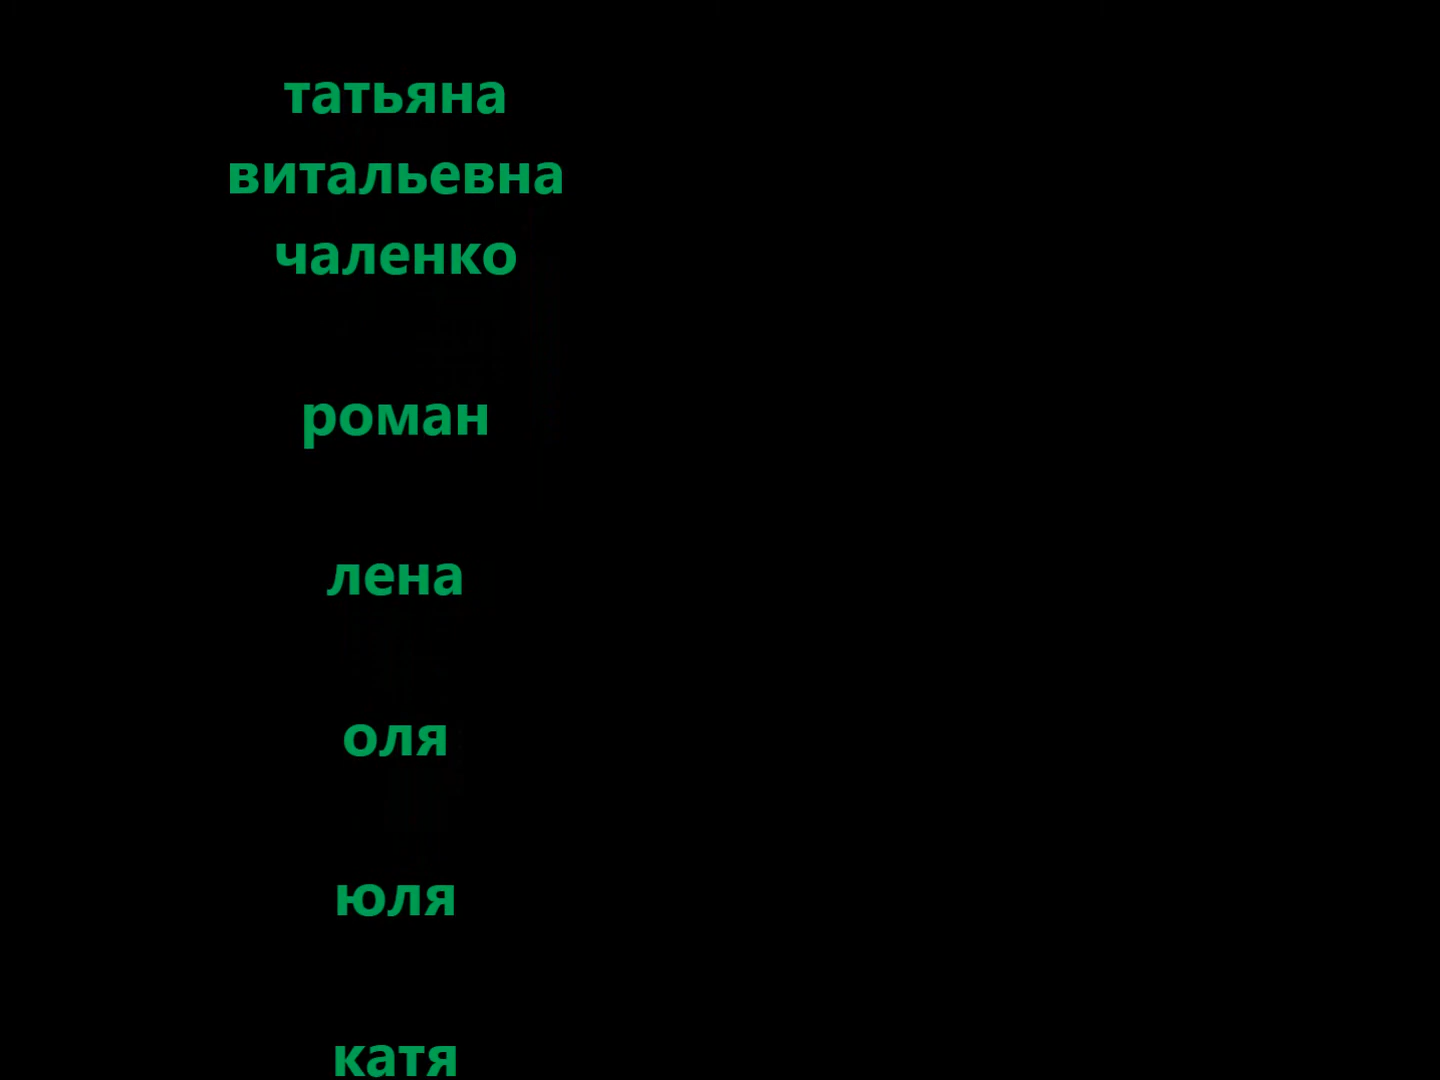 татьяна
витальевна
чаленко
роман
лена
оля
юля
катя